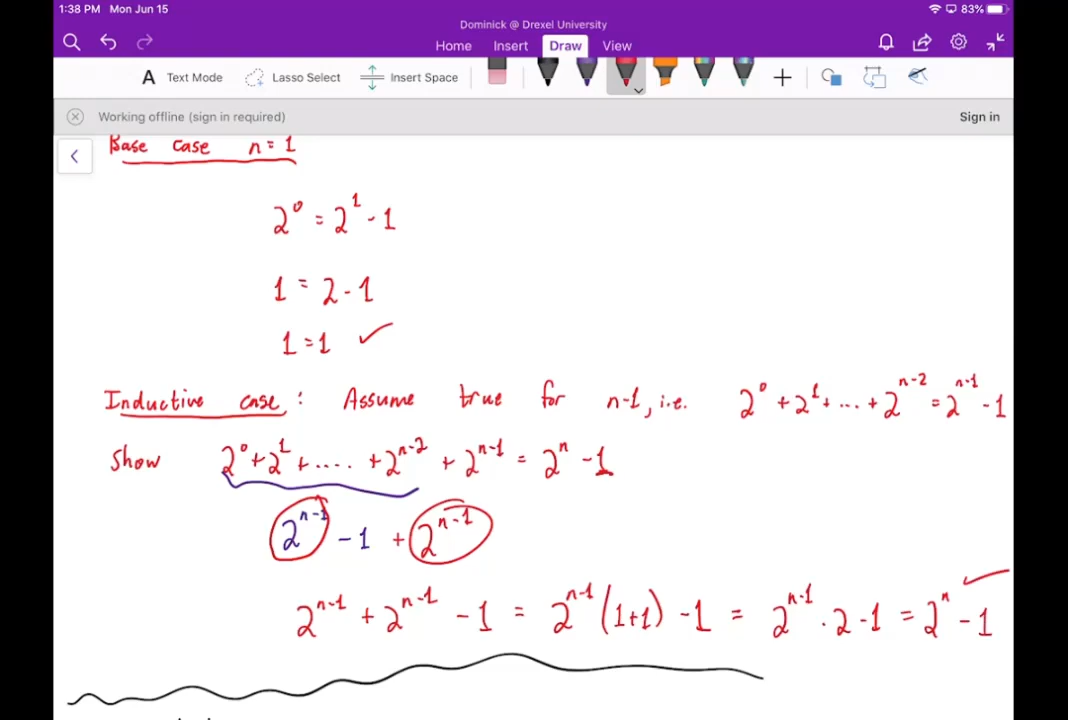 1:38 PM Mon Jun 15 83%
Dominick @ Drexel University
Home Insert Draw View
A Text Mode Lasso Select Insert Space
Working offline (sign in required) Sign in
Base case n = 1
2^0 = 2^1 - 1
1 = 2 - 1
1 = 1 ✓
Inductive case : Assume true for n-1, i.e. 2^0 + 2^1 + ... + 2^{n-2} = 2^{n-1} - 1
Show 2^0 + 2^1 + .... + 2^{n-2} + 2^{n-1} = 2^n - 1
2^{n-1} - 1 + 2^{n-1}
2^{n-1} + 2^{n-1} - 1 = 2^{n-1} (1+1) - 1 = 2^{n-1} · 2 - 1 = 2^n - 1 ✓